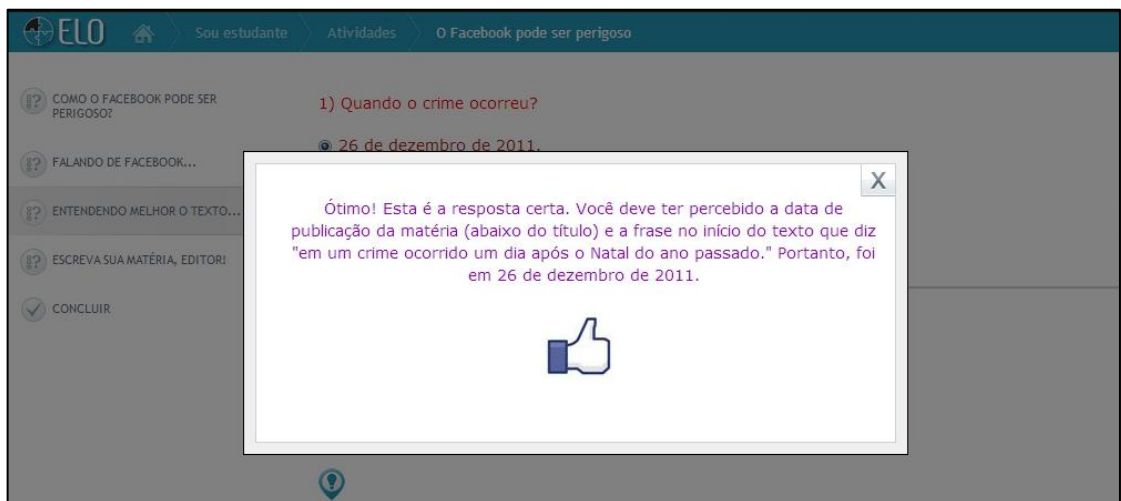 ELO
Sou estudante
Atividades
O Facebook pode ser perigoso
COMO O FACEBOOK PODE SER
PERIGOSO?
FALANDO DE FACEBOOK...
ENTENDENDO MELHOR O TEXTO...
ESCREVA SUA MATÉRIA, EDITOR!
CONCLUIR
1) Quando o crime ocorreu?
26 de dezembro de 2011.
X
Ótimo! Esta é a resposta certa. Você deve ter percebido a data de
publicação da matéria (abaixo do título) e a frase no início do texto que diz
"em um crime ocorrido um dia após o Natal do ano passado." Portanto, foi
em 26 de dezembro de 2011.